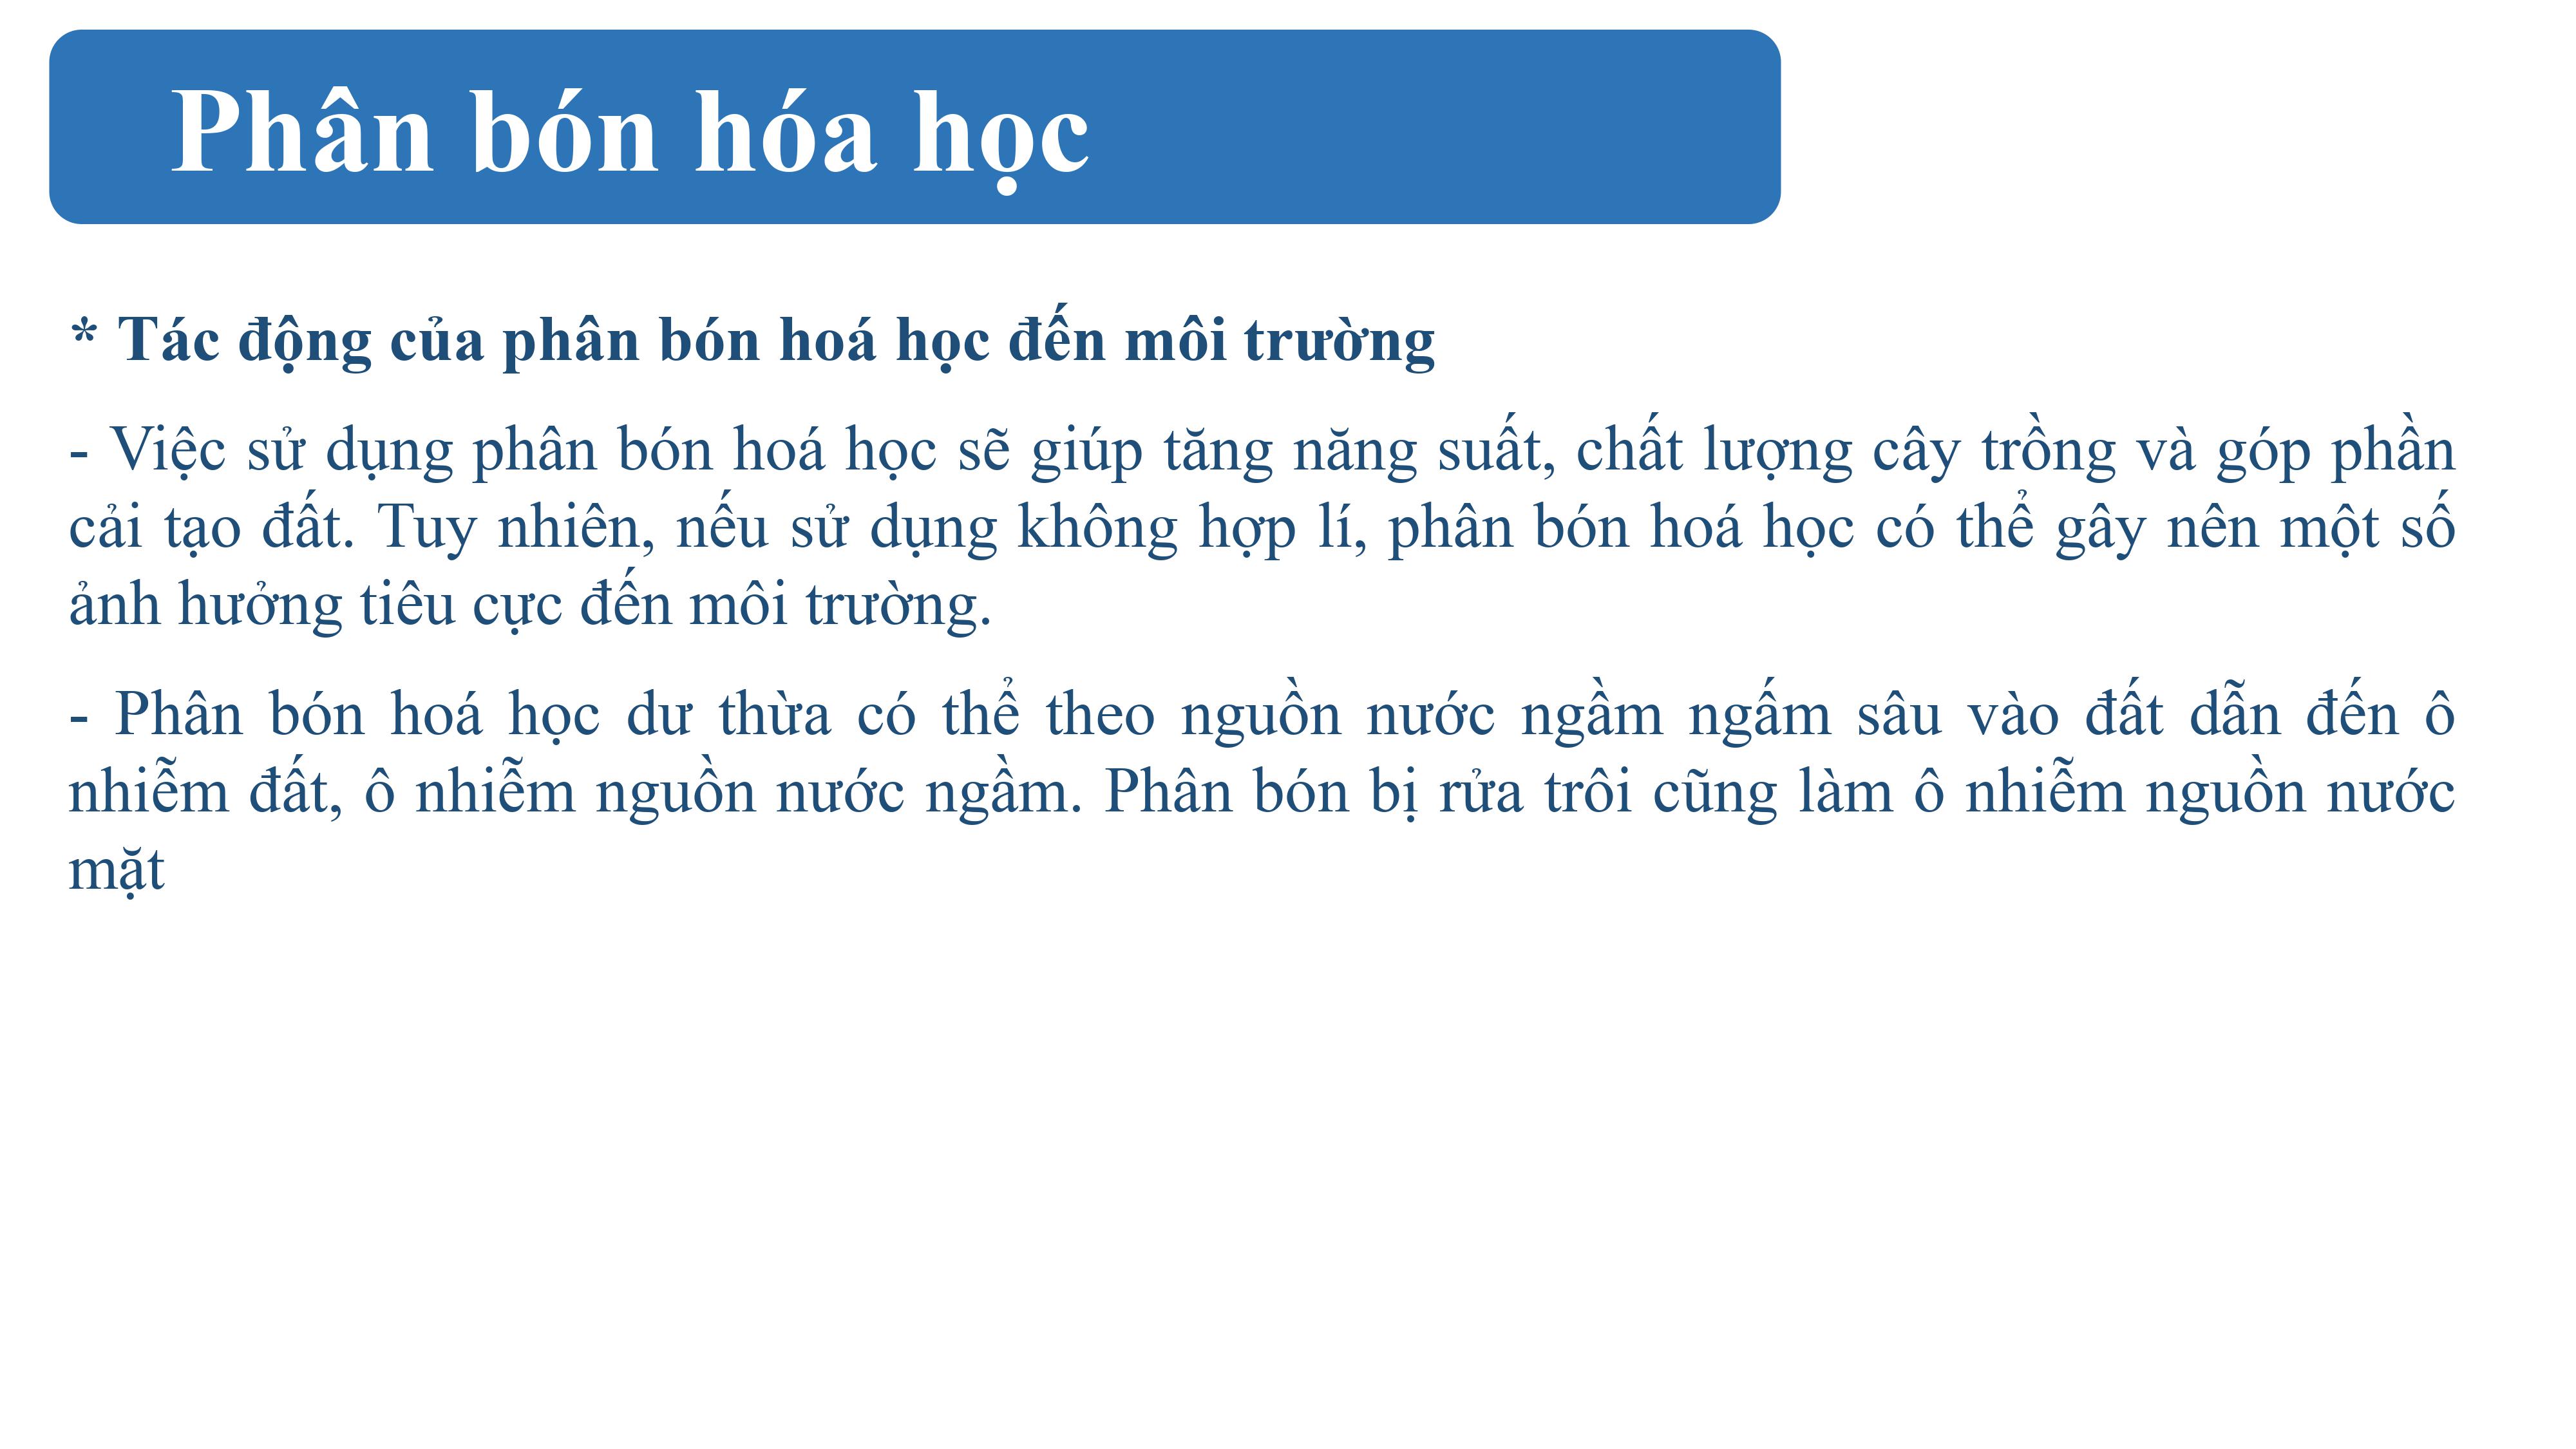 Phân bón hóa học
* Tác động của phân bón hoá học đến môi trường
- Việc sử dụng phân bón hoá học sẽ giúp tăng năng suất, chất lượng cây trồng và góp phần
cải tạo đất. Tuy nhiên, nếu sử dụng không hợp lí, phân bón hoá học có thể gây nên một số
ảnh hưởng tiêu cực đến môi trường.
- Phân bón hoá học dư thừa có thể theo nguồn nước ngầm ngấm sâu vào đất dẫn đến ô
nhiễm đất, ô nhiễm nguồn nước ngầm. Phân bón bị rửa trôi cũng làm ô nhiễm nguồn nước
mặt